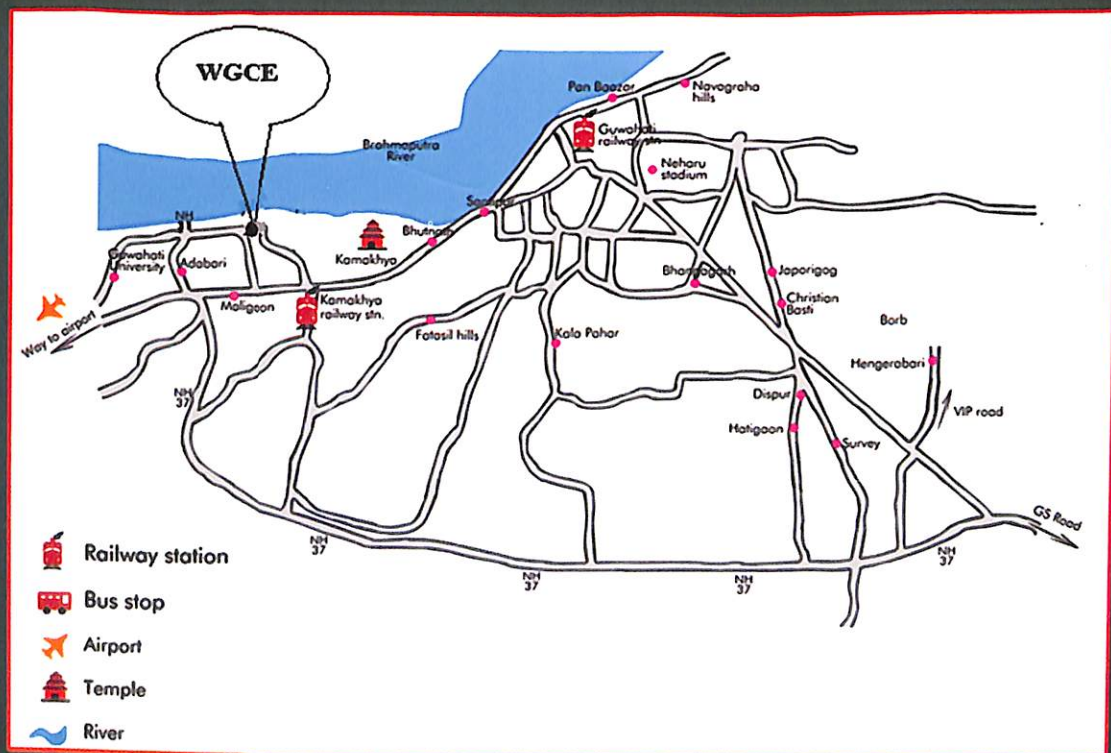 WGCE
Pan Baazar
Navagraha
hills
Guwahati
railway stn.
Brahmaputra
River
Neharu
stadium
NH
Bhutnath
Kamakhya
Guwahati
University
Adabari
Bhangagarh
Japorigog
Maligaon
Kamakhya
railway stn.
Christian
Basti
Way to airport
Fatasil hills
Kala Pahar
Borb
Hengerabari
NH
37
Dispur
VIP road
Hatigaon
Survey
GS Road
NH
37
NH
37
NH
37
NH
37
Railway station
Bus stop
Airport
Temple
River